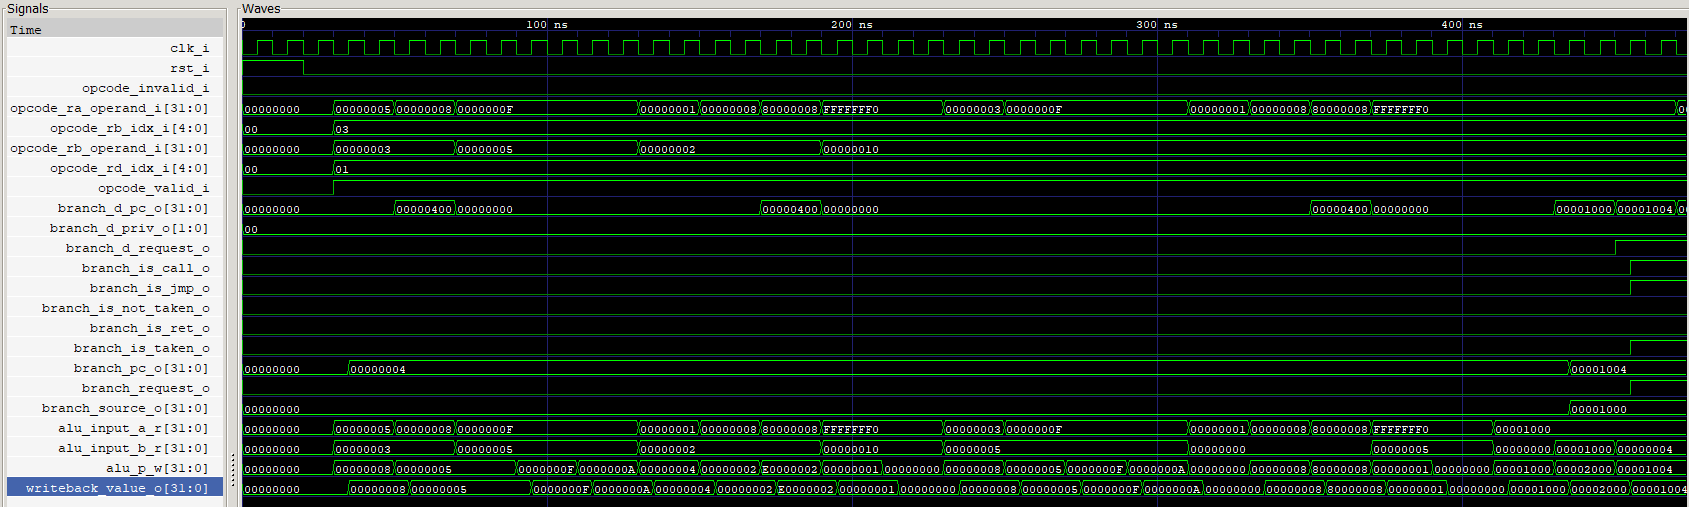 Signals Waves
Time 0 100 ns 200 ns 300 ns 400 ns
clk_i
rst_i
opcode_invalid_i
opcode_ra_operand_i[31:0] 00000000 00000005 00000008 0000000F 00000001 00000008 80000008 FFFFFFF0 00000003 0000000F 00000001 00000008 80000008 FFFFFFF0
opcode_rb_idx_i[4:0] 00 03
opcode_rb_operand_i[31:0] 00000000 00000003 00000005 00000002 00000010
opcode_rd_idx_i[4:0] 00 01
opcode_valid_i
branch_d_pc_o[31:0] 00000000 00000400 00000000 00000400 00000000 00000400 00000000 00001000 00001004
branch_d_priv_o[1:0] 00
branch_d_request_o
branch_is_call_o
branch_is_jmp_o
branch_is_not_taken_o
branch_is_ret_o
branch_is_taken_o
branch_pc_o[31:0] 00000000 00000004 00001004
branch_request_o
branch_source_o[31:0] 00000000 00001000
alu_input_a_r[31:0] 00000000 00000005 00000008 0000000F 00000001 00000008 80000008 FFFFFFF0 00000003 0000000F 00000001 00000008 80000008 FFFFFFF0 00001000
alu_input_b_r[31:0] 00000000 00000003 00000005 00000002 00000010 00000005 00000000 00000005 00000000 00001000 00000004
alu_p_w[31:0] 00000000 00000008 00000005 0000000F 0000000A 00000004 00000002 E0000002 00000001 00000000 00000008 00000005 0000000F 0000000A 00000000 00000008 80000008 00000001 00000000 00001000 00002000 00001004
writeback_value_o[31:0] 00000000 00000008 00000005 0000000F 0000000A 00000004 00000002 E0000002 00000001 00000000 00000008 00000005 0000000F 0000000A 00000000 00000008 80000008 00000001 00000000 00001000 00002000 00001004